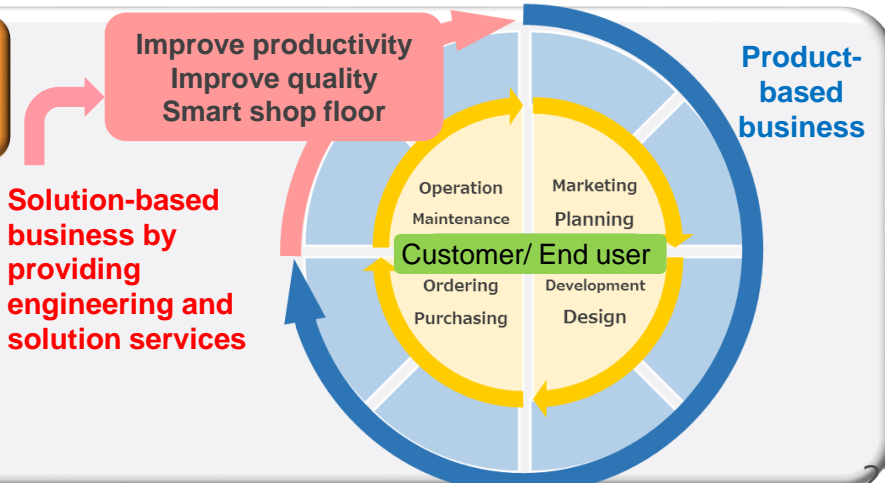 Improve productivity
Improve quality
Smart shop floor
Product-
based
business
Solution-based
business by
providing
engineering and
solution services
Operation
Maintenance
Marketing
Planning
Customer/ End user
Ordering
Purchasing
Development
Design